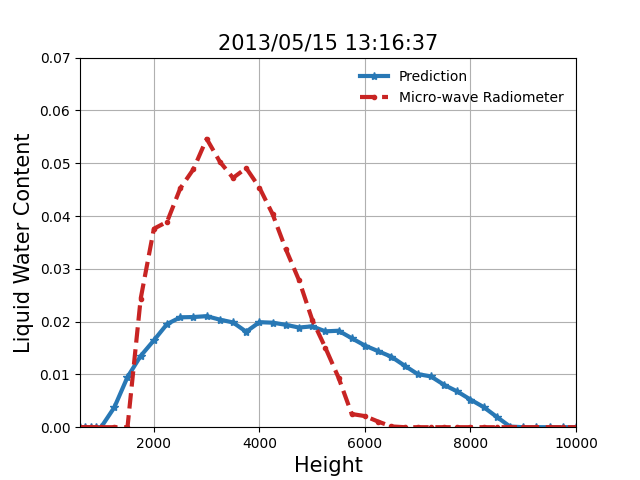 2013/05/15 13:16:37
Prediction
Micro-wave Radiometer
Liquid Water Content
0.07
0.06
0.05
0.04
0.03
0.02
0.01
0.00
2000 4000 6000 8000 10000
Height